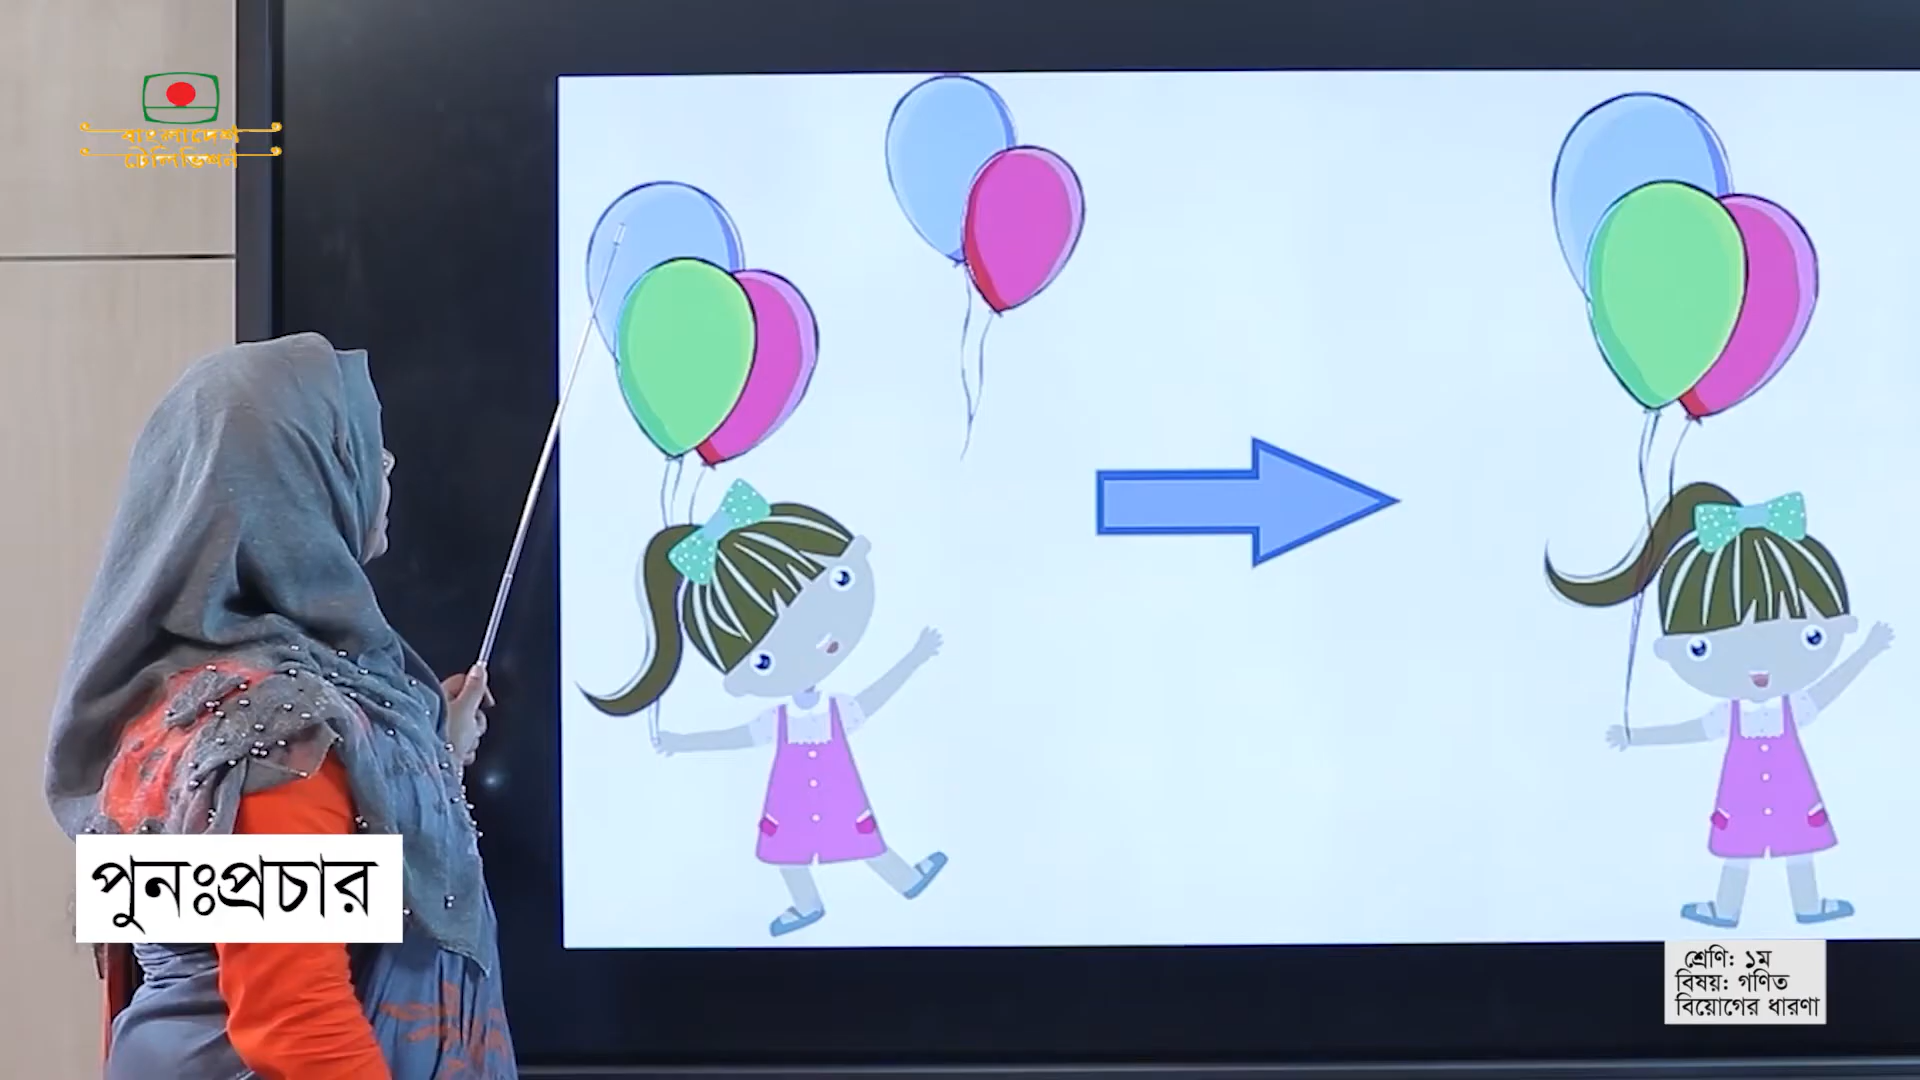 বাংলাদেশ
টেলিভিশন
পুনঃপ্রচার
শ্রেণি: ১ম
বিষয়: গণিত
বিয়োগের ধারণা